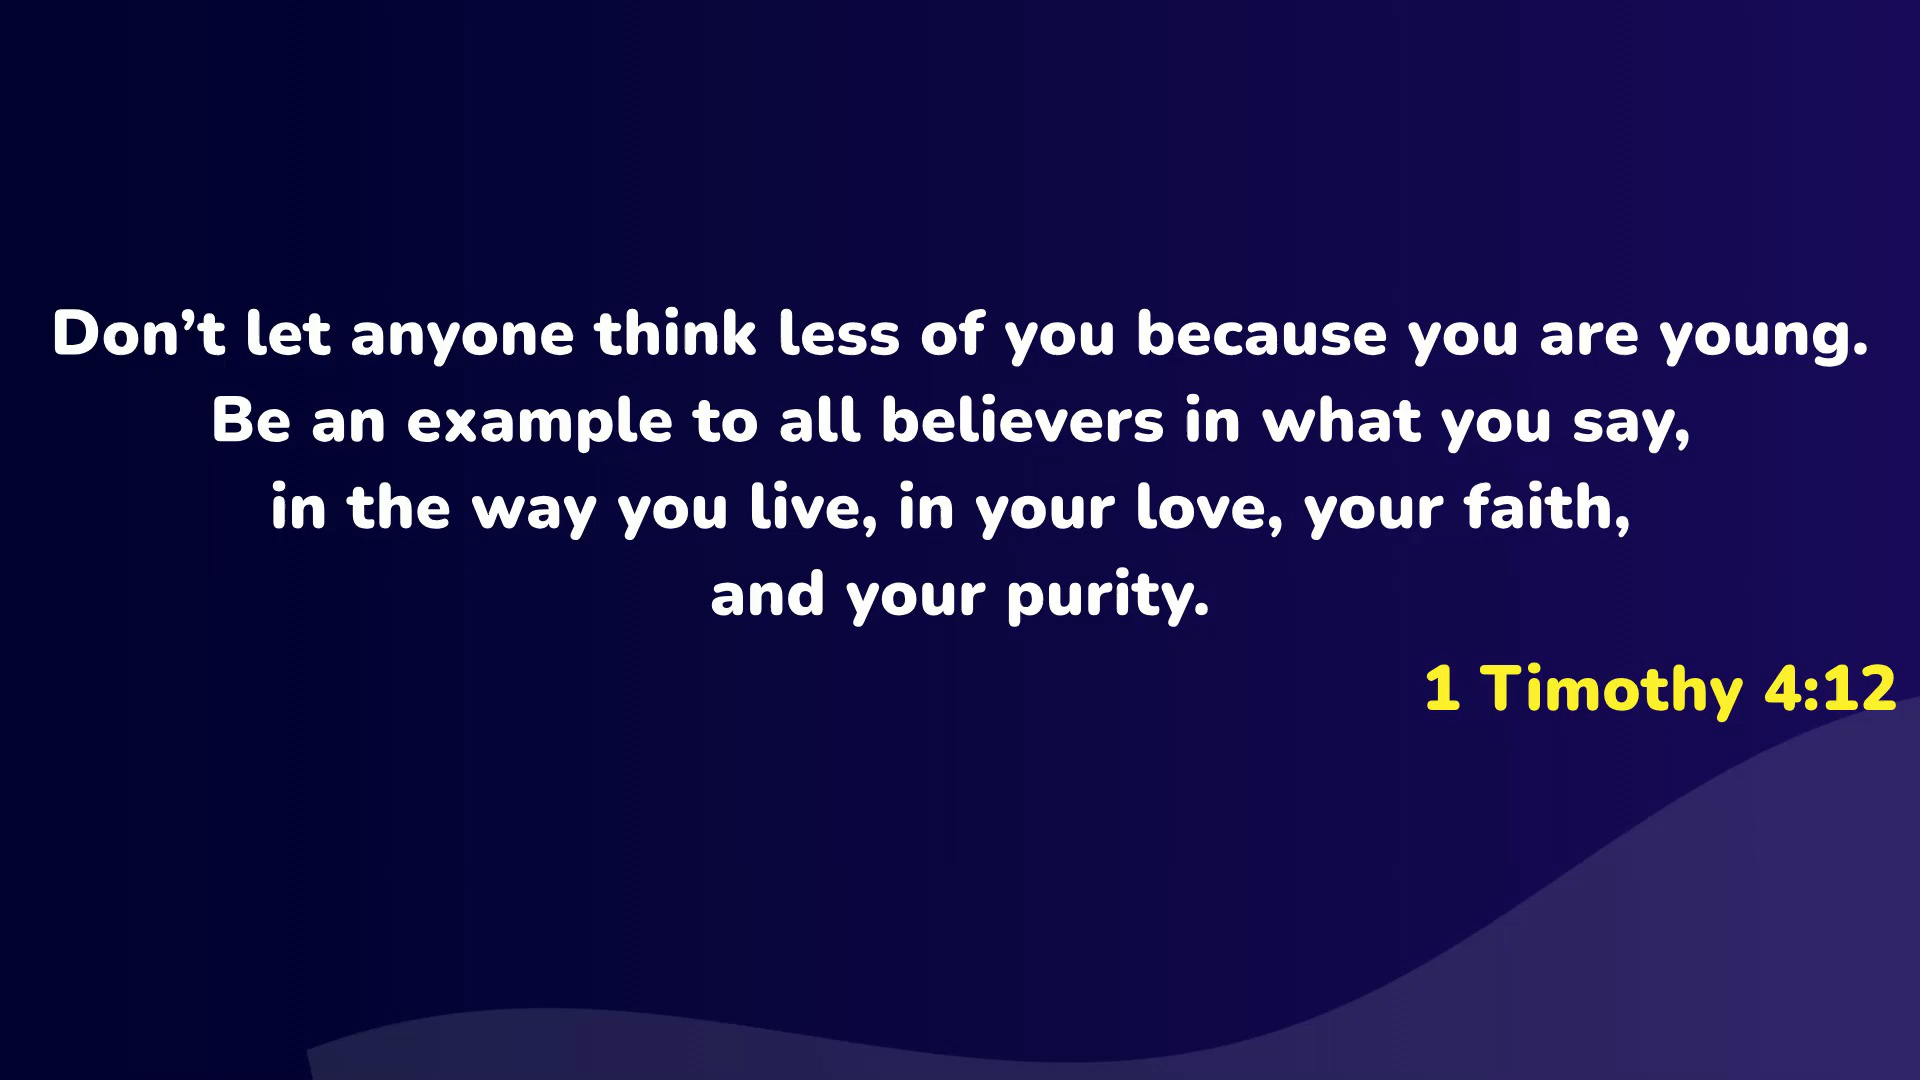 Don’t let anyone think less of you because you are young.
Be an example to all believers in what you say,
in the way you live, in your love, your faith,
and your purity.
1 Timothy 4:12